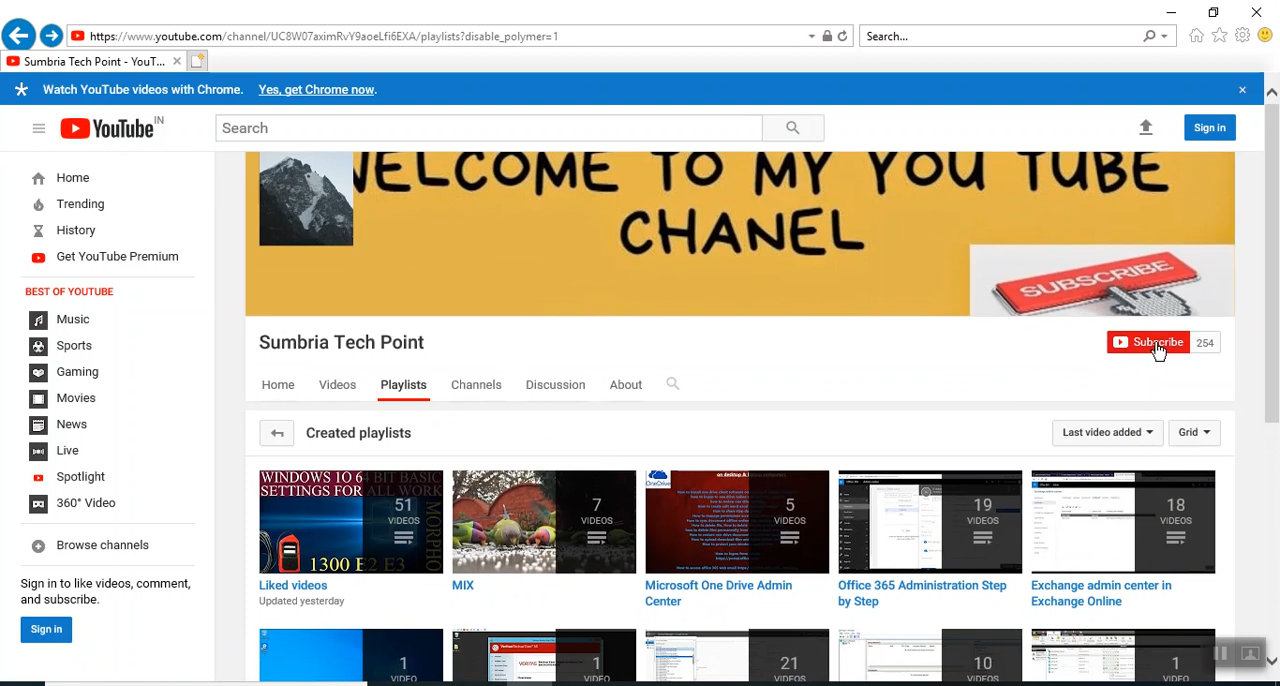 https://www.youtube.com/channel/UC8W07aximRvY9aoeLfi6EXA/playlists?disable_polymer=1
Search...
Sumbria Tech Point - YouT...
Watch YouTube videos with Chrome. Yes, get Chrome now.
YouTube IN
Search
Sign in
WELCOME TO MY YOU TUBE
CHANEL
SUBSCRIBE
Home
Trending
History
Get YouTube Premium
BEST OF YOUTUBE
Music
Sports
Gaming
Movies
News
Live
Spotlight
360° Video
Browse channels
Sign in to like videos, comment,
and subscribe.
Sign in
Sumbria Tech Point
Subscribe 254
Home Videos Playlists Channels Discussion About
Created playlists
Last video added
Grid
WINDOWS 10 64 BIT BASIC
SETTINGS FOR ALL WORK
1300 E2 E3
51
VIDEOS
Liked videos
Updated yesterday
7
VIDEOS
MIX
OneDrive
5
VIDEOS
Microsoft One Drive Admin
Center
19
VIDEOS
Office 365 Administration Step
by Step
18
VIDEOS
Exchange admin center in
Exchange Online
1
VIDEO
1
VIDEO
21
VIDEOS
10
VIDEOS
1
VIDEO